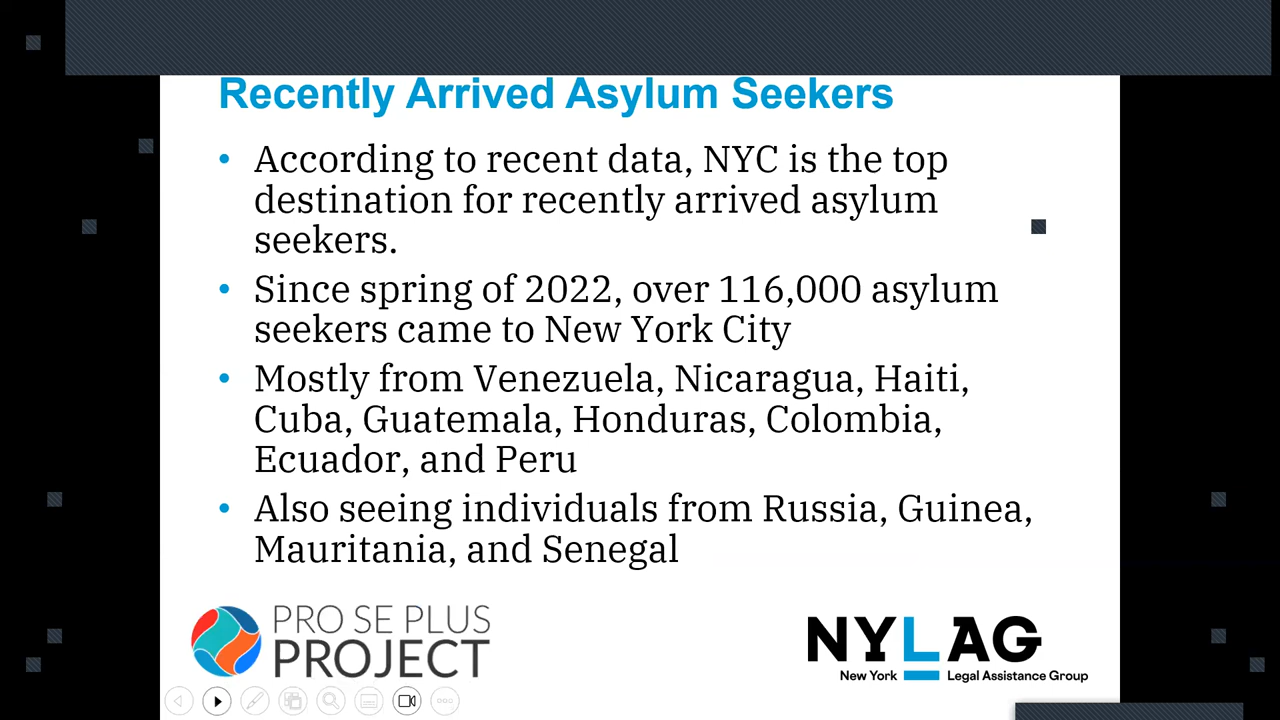 Recently Arrived Asylum Seekers
• According to recent data, NYC is the top
destination for recently arrived asylum
seekers.
• Since spring of 2022, over 116,000 asylum
seekers came to New York City
• Mostly from Venezuela, Nicaragua, Haiti,
Cuba, Guatemala, Honduras, Colombia,
Ecuador, and Peru
• Also seeing individuals from Russia, Guinea,
Mauritania, and Senegal
PRO SE PLUS
PROJECT
NYLAG
New York Legal Assistance Group